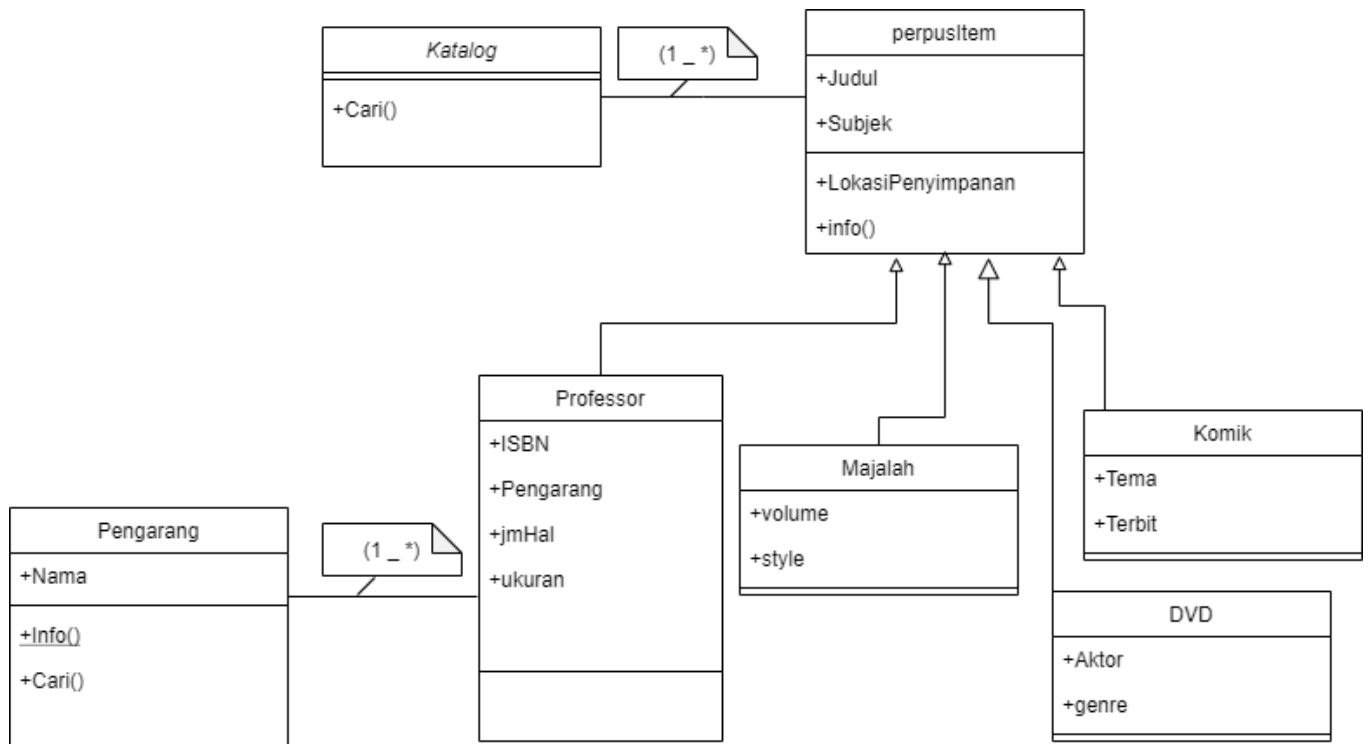 Katalog
+Cari()
(1 _ *)
perpusItem
+Judul
+Subjek
+LokasiPenyimpanan
+info()
Professor
+ISBN
+Pengarang
+jmHal
+ukuran
Majalah
+volume
+style
Komik
+Tema
+Terbit
Pengarang
+Nama
+Info()
+Cari()
(1 _ *)
DVD
+Aktor
+genre